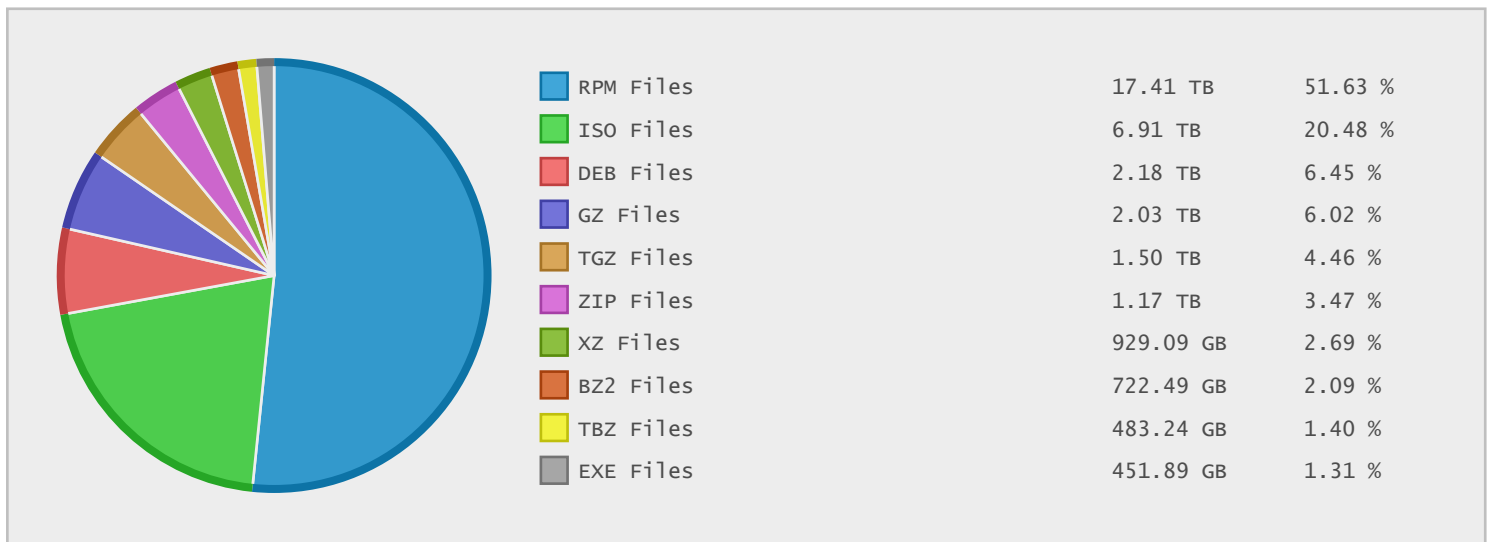 RPM Files 17.41 TB 51.63 %
ISO Files 6.91 TB 20.48 %
DEB Files 2.18 TB 6.45 %
GZ Files 2.03 TB 6.02 %
TGZ Files 1.50 TB 4.46 %
ZIP Files 1.17 TB 3.47 %
XZ Files 929.09 GB 2.69 %
BZ2 Files 722.49 GB 2.09 %
TBZ Files 483.24 GB 1.40 %
EXE Files 451.89 GB 1.31 %